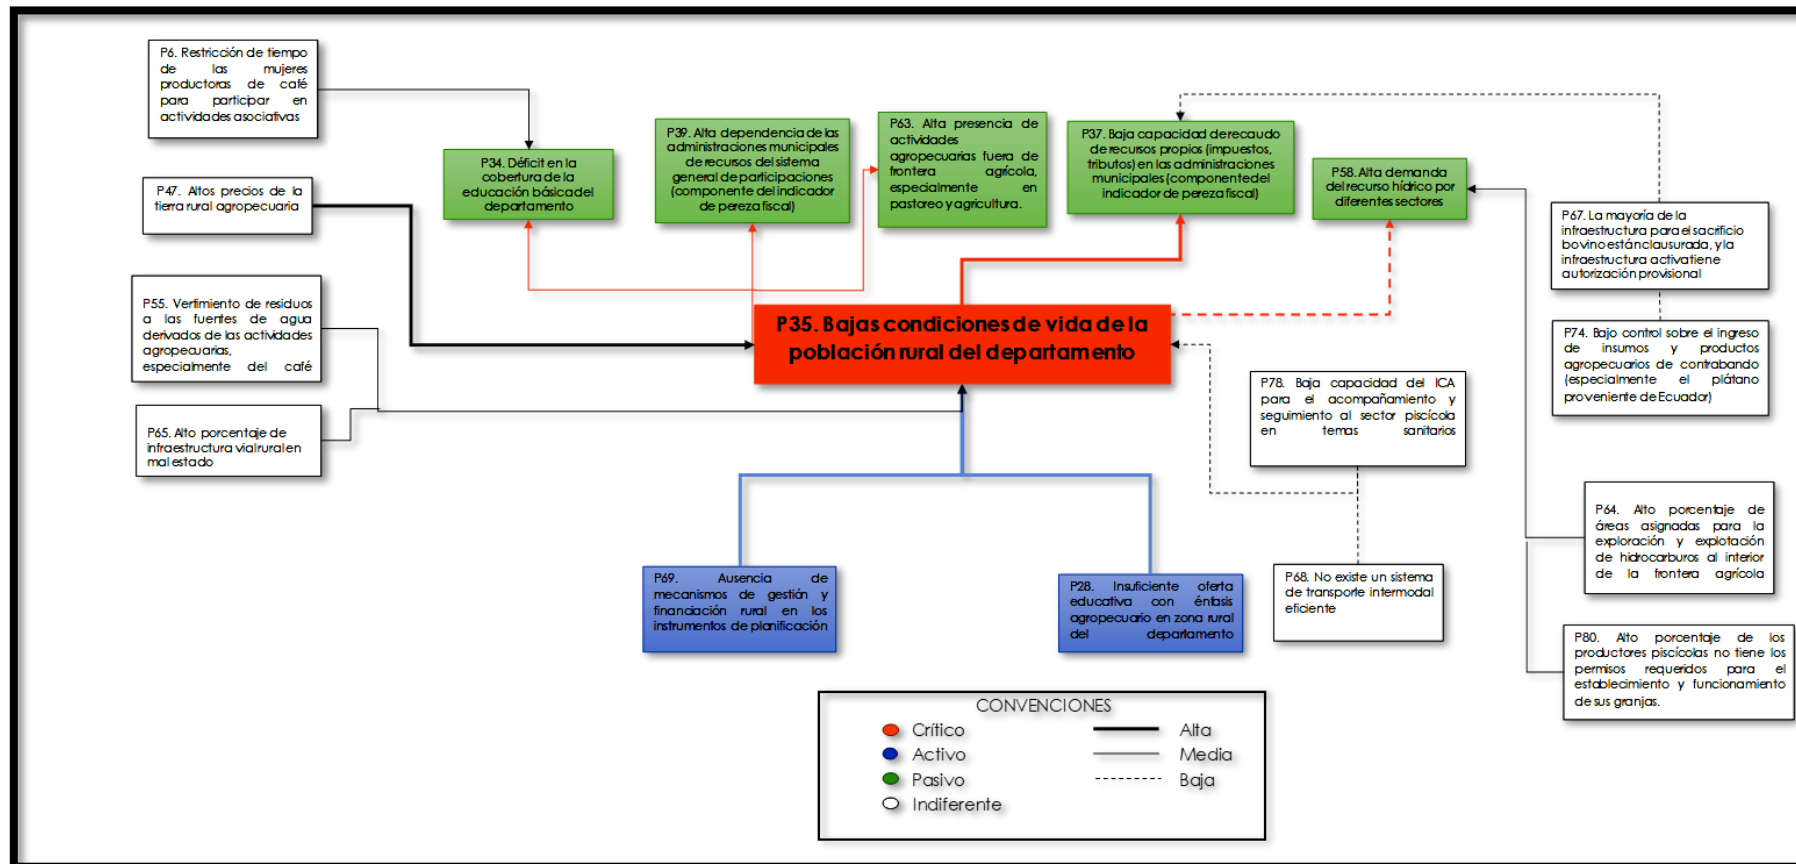 P6. Restricción de tiempo
de las mujeres
productoras de café
para participar en
actividades asociativas
P47. Altos precios de la
tierra rural agropecuaria
P55. Vertimiento de residuos
a las fuentes de agua
derivados de las actividades
agropecuarias,
especialmente del café
P65. Alto porcentaje de
infraestructura vial rural en
mal estado
P34. Déficit en la
cobertura de la
educación básica del
departamento
P39. Alta dependencia de las
administraciones municipales
de recursos del sistema
general de participaciones
(componente del indicador
de pereza fiscal)
P63. Alta presencia de
actividades
agropecuarias fuera de
frontera agrícola,
especialmente en
pastoreo y agricultura.
P37. Baja capacidad de recaudo
de recursos propios (impuestos,
tributos) en las administraciones
municipales (componente del
indicador de pereza fiscal)
P58. Alta demanda
del recurso hídrico por
diferentes sectores
P67. La mayoría de la
infraestructura para el sacrificio
bovino están clausurada, y la
infraestructura activa tiene
autorización provisional
P35. Bajas condiciones de vida de la
población rural del departamento
P74. Bajo control sobre el ingreso
de insumos y productos
agropecuarios de contrabando
(especialmente el plátano
proveniente de Ecuador)
P78. Baja capacidad del ICA
para el acompañamiento y
seguimiento al sector piscícola
en temas sanitarios
P69. Ausencia de
mecanismos de gestión y
financiación rural en los
instrumentos de planificación
P28. Insuficiente oferta
educativa con énfasis
agropecuario en zona rural
del departamento
P68. No existe un sistema
de transporte intermodal
eficiente
P64. Alto porcentaje de
áreas asignadas para la
exploración y explotación
de hidrocarburos al interior
de la frontera agrícola
P80. Alto porcentaje de los
productores piscícolas no tiene los
permisos requeridos para el
establecimiento y funcionamiento
de sus granjas.
CONVENCIONES
Crítico
Alta
Activo
Media
Pasivo
Baja
Indiferente